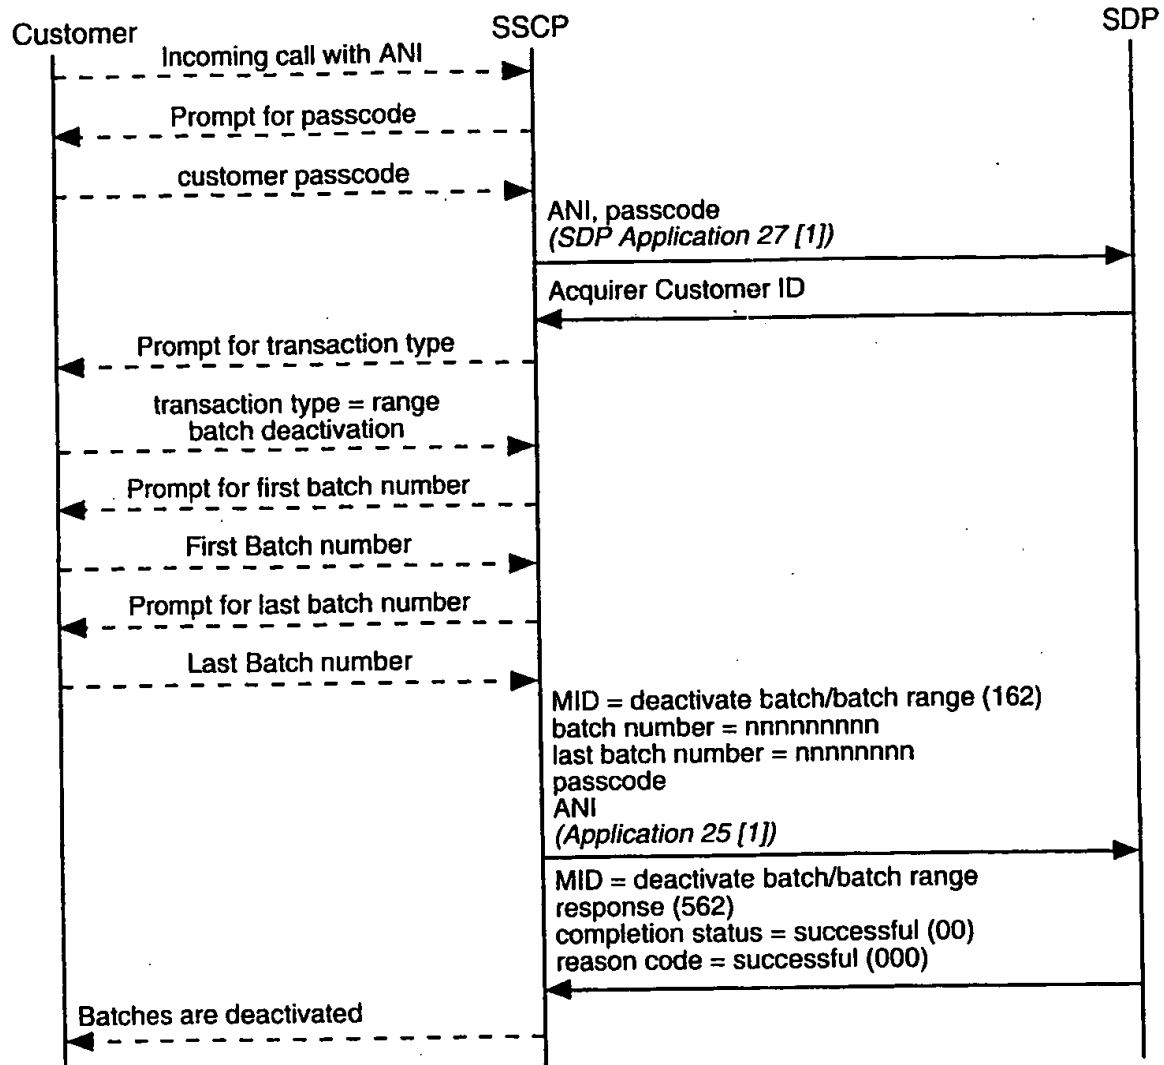 Customer
SSCP
SDP
Incoming call with ANI
Prompt for passcode
customer passcode
ANI, passcode
(SDP Application 27 [1])
Acquirer Customer ID
Prompt for transaction type
transaction type = range
batch deactivation
Prompt for first batch number
First Batch number
Prompt for last batch number
Last Batch number
MID = deactivate batch/batch range (162)
batch number = nnnnnnnnnn
last batch number = nnnnnnnn
passcode
ANI
(Application 25 [1])
MID = deactivate batch/batch range
response (562)
completion status = successful (00)
reason code = successful (000)
Batches are deactivated